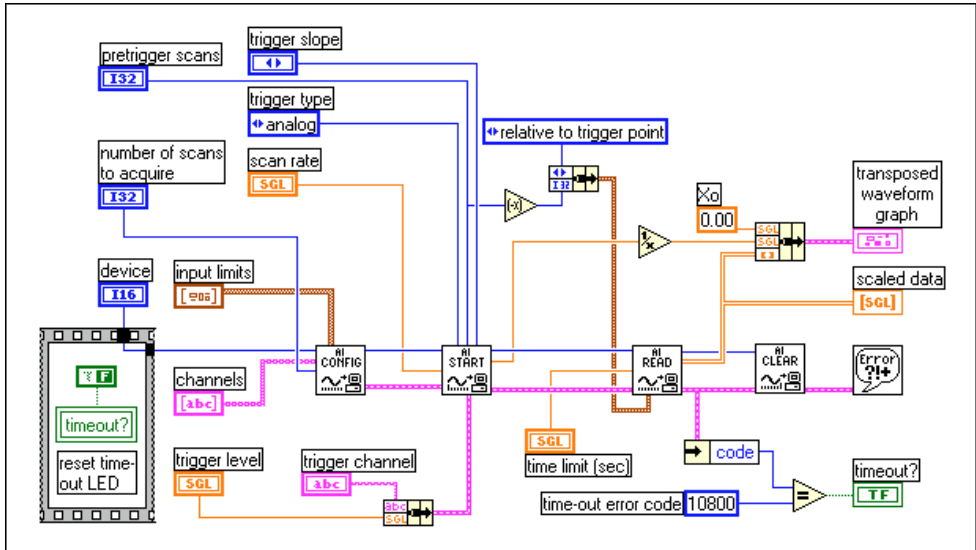 trigger slope
pretrigger scans
I32
trigger type
analog
relative to trigger point
number of scans
to acquire
I32
scan rate
SGL
I32
(-x)
1/x
Xo
0.00
SGL
SGL
[ ]
transposed
waveform
graph
device
I16
input limits
scaled data
[SGL]
AI
CONFIG
AI
START
AI
READ
AI
CLEAR
Error
?!+
F
channels
[abc]
timeout?
reset time-
out LED
trigger level
SGL
trigger channel
abc
abc
SGL
SGL
time limit (sec)
code
timeout?
TF
time-out error code
10800
=